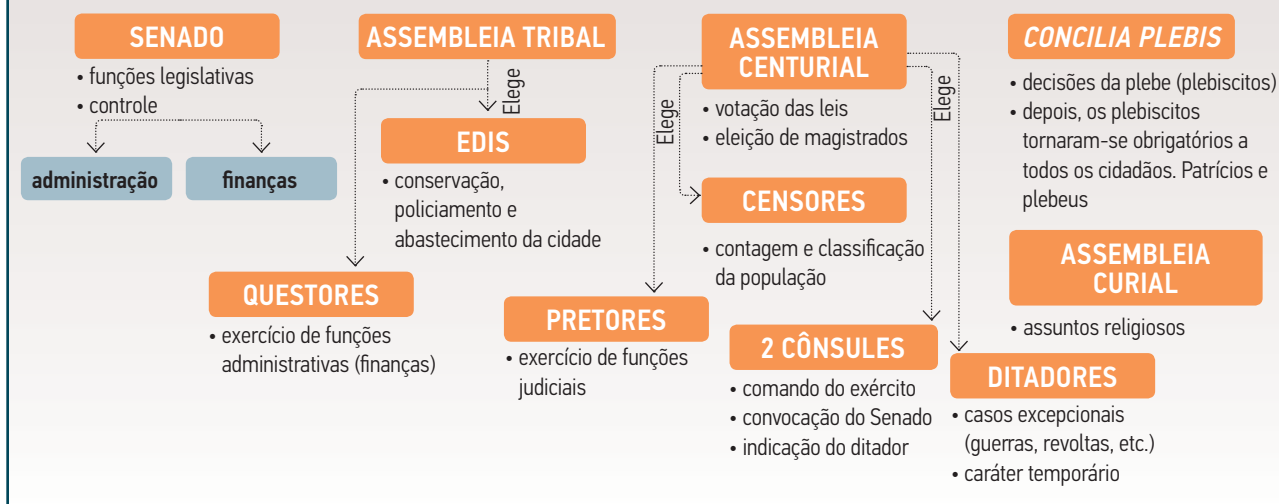 SENADO
• funções legislativas
• controle
administração
finanças
ASSEMBLEIA TRIBAL
Elege
EDIS
• conservação,
policiamento e
abastecimento da cidade
QUESTORES
• exercício de funções
administrativas (finanças)
ASSEMBLEIA
CENTURIAL
• votação das leis
• eleição de magistrados
Elege
Elege
CENSORES
• contagem e classificação
da população
PRETORES
• exercício de funções
judiciais
2 CÔNSULES
• comando do exército
• convocação do Senado
• indicação do ditador
DITADORES
• casos excepcionais
(guerras, revoltas, etc.)
• caráter temporário
CONCILIA PLEBIS
• decisões da plebe (plebiscitos)
• depois, os plebiscitos
tornaram-se obrigatórios a
todos os cidadãos. Patrícios e
plebeus
ASSEMBLEIA
CURIAL
• assuntos religiosos